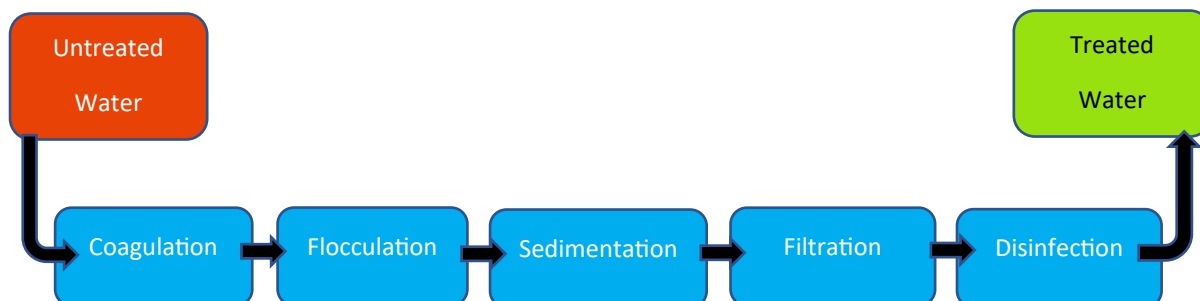 Untreated
Water
Treated
Water
Coagulation
Flocculation
Sedimentation
Filtration
Disinfection